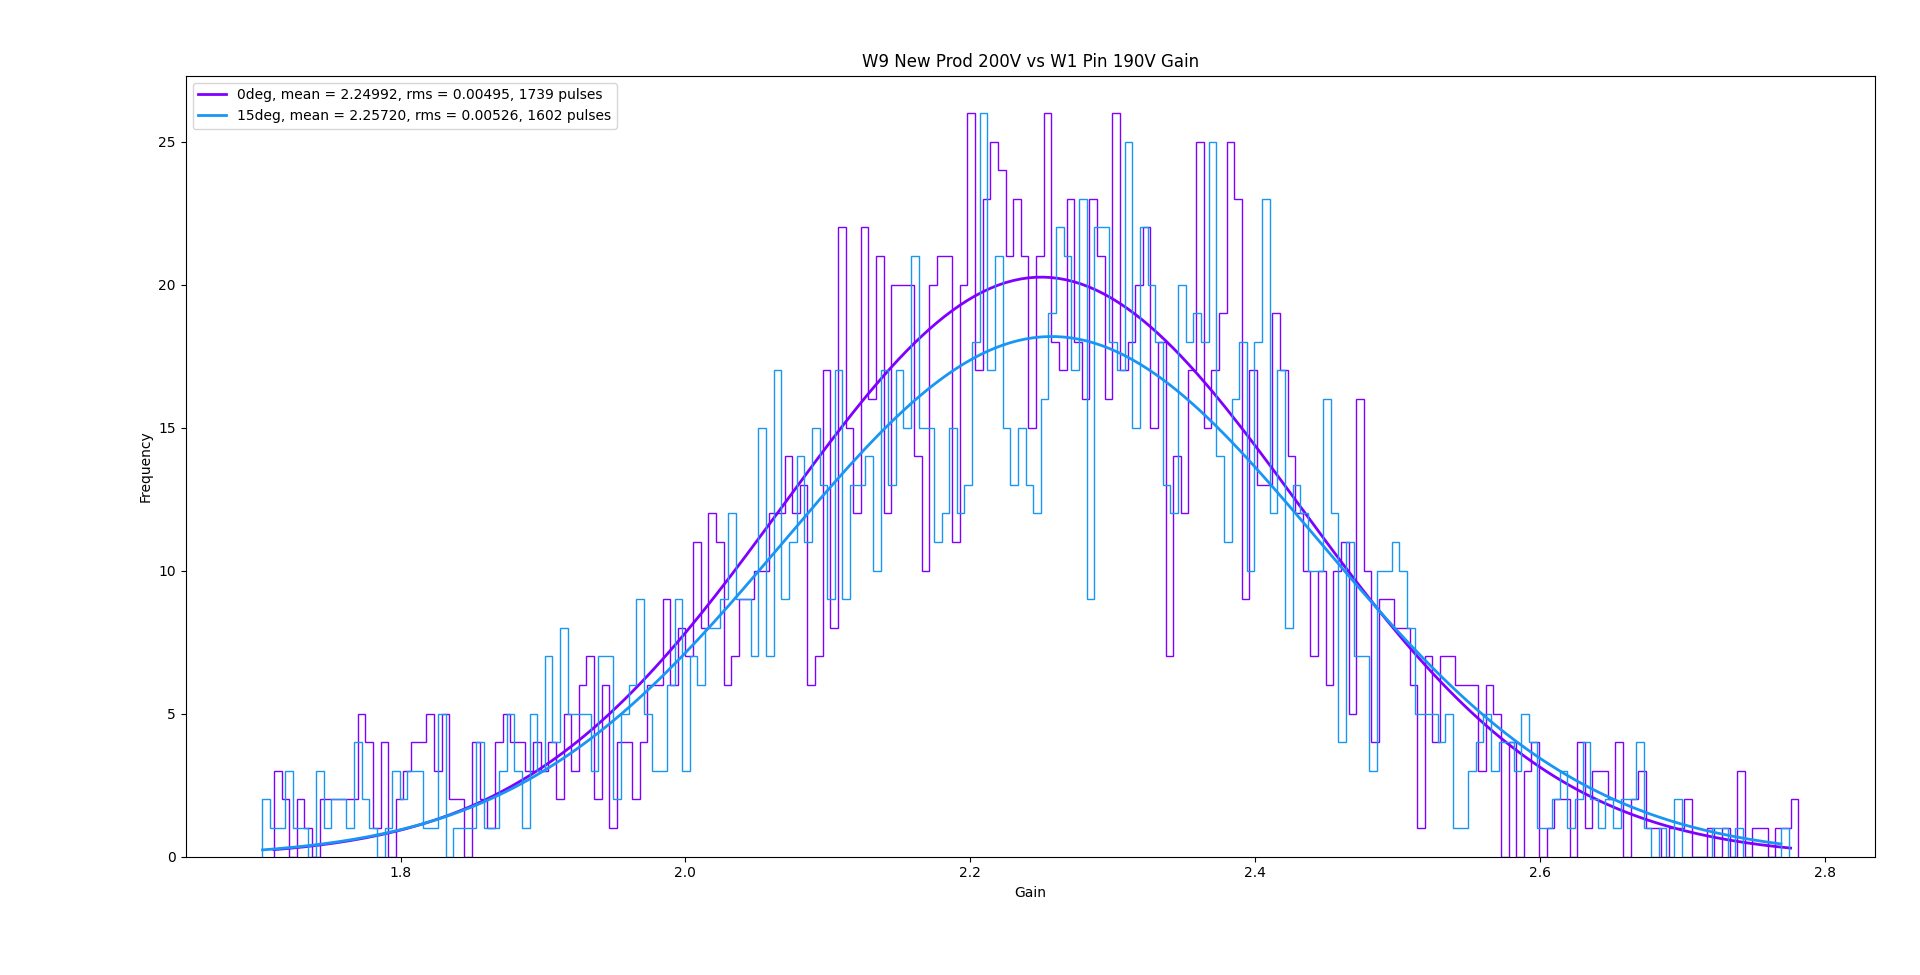 W9 New Prod 200V vs W1 Pin 190V Gain
0deg, mean = 2.24992, rms = 0.00495, 1739 pulses
15deg, mean = 2.25720, rms = 0.00526, 1602 pulses
25
20
15
10
5
0
Frequency
1.8 2.0 2.2 2.4 2.6 2.8
Gain